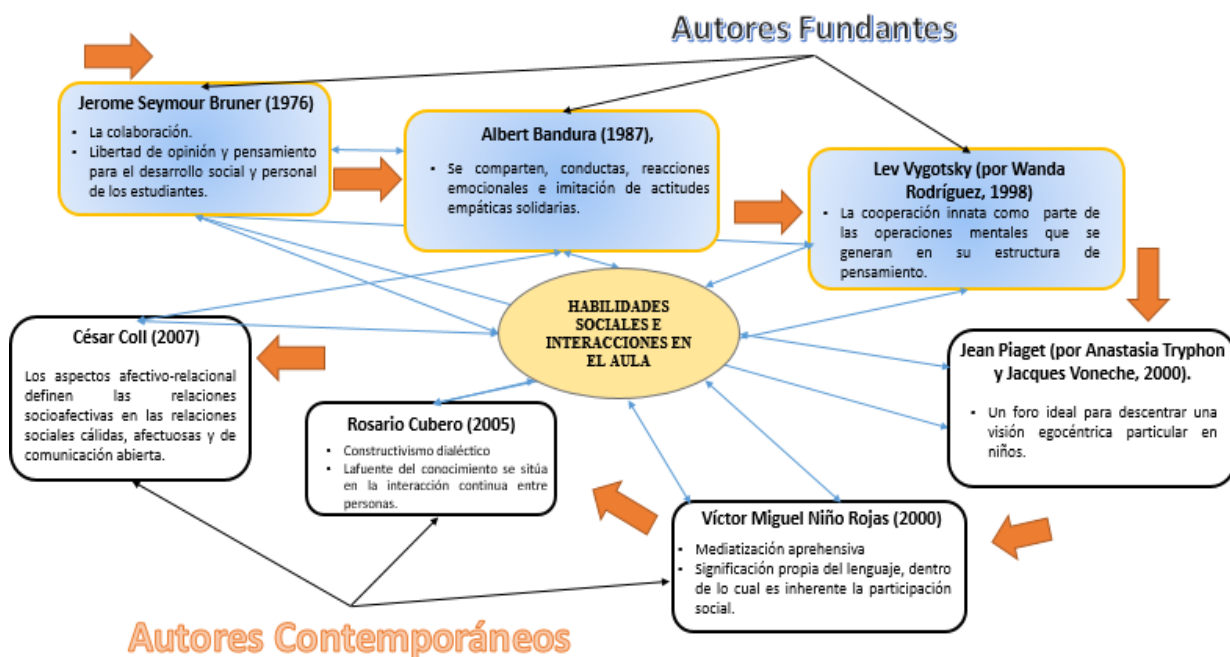 Autores Fundantes
Jerome Seymour Bruner (1976)
▪ La colaboración.
▪ Libertad de opinión y pensamiento
para el desarrollo social y personal
de los estudiantes.
Albert Bandura (1987),
▪ Se comparten, conductas, reacciones
emocionales e imitación de actitudes
empáticas solidarias.
Lev Vygotsky (por Wanda
Rodríguez, 1998)
▪ La cooperación innata como parte de
las operaciones mentales que se
generan en su estructura de
pensamiento.
HABILIDADES
SOCIALES E
INTERACCIONES EN
EL AULA
César Coll (2007)
Los aspectos afectivo-relacional
definen las relaciones
socioafectivas en las relaciones
sociales cálidas, afectuosas y de
comunicación abierta.
Jean Piaget (por Anastasia Tryphon
y Jacques Voneche, 2000).
▪ Un foro ideal para descentrar una
visión egocéntrica particular en
niños.
Rosario Cubero (2005)
▪ Constructivismo dialéctico
▪ Lafuente del conocimiento se sitúa
en la interacción continua entre
personas.
Víctor Miguel Niño Rojas (2000)
▪ Mediatización aprehensiva
▪ Significación propia del lenguaje, dentro
de lo cual es inherente la participación
social.
Autores Contemporáneos